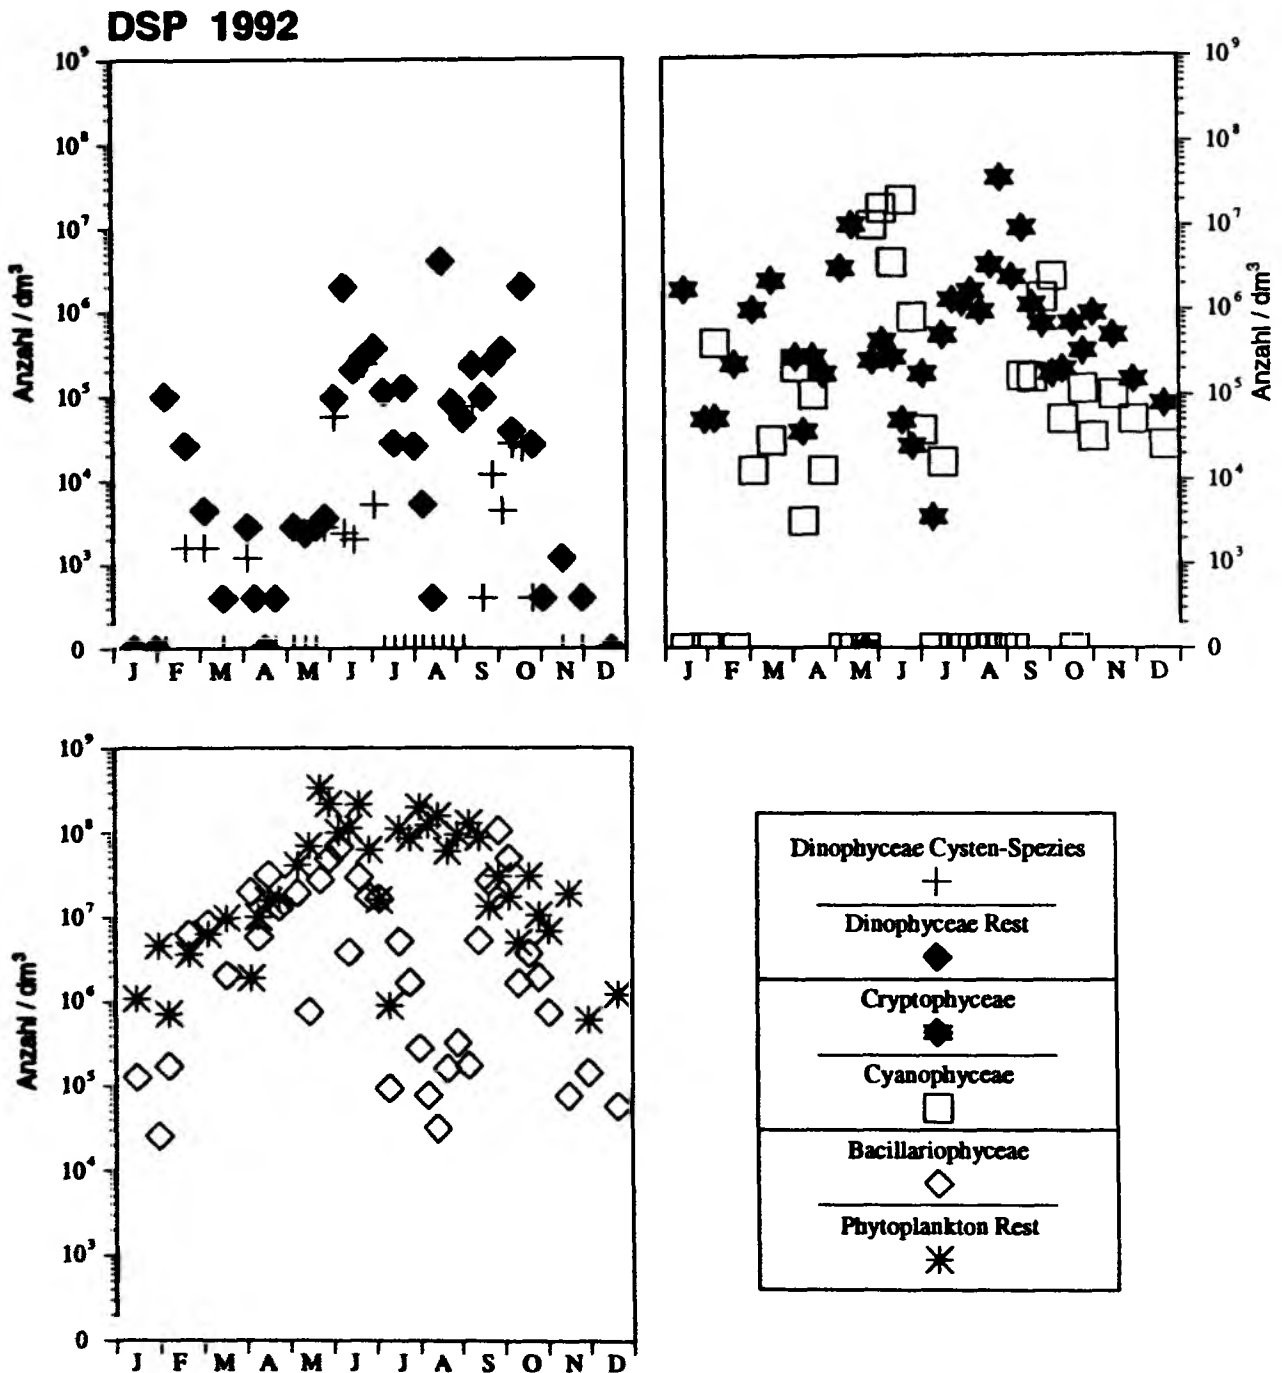 DSP 1992
10⁹
10⁸
10⁷
10⁶
10⁵
10⁴
10³
0
Anzahl / dm³
J F M A M J J A S O N D
10⁹
10⁸
10⁷
10⁶
10⁵
10⁴
10³
0
Anzahl / dm³
J F M A M J J A S O N D
10⁹
10⁸
10⁷
10⁶
10⁵
10⁴
10³
0
Anzahl / dm³
J F M A M J J A S O N D
Dinophyceae Cysten-Spezies
Dinophyceae Rest
Cryptophyceae
Cyanophyceae
Bacillariophyceae
Phytoplankton Rest